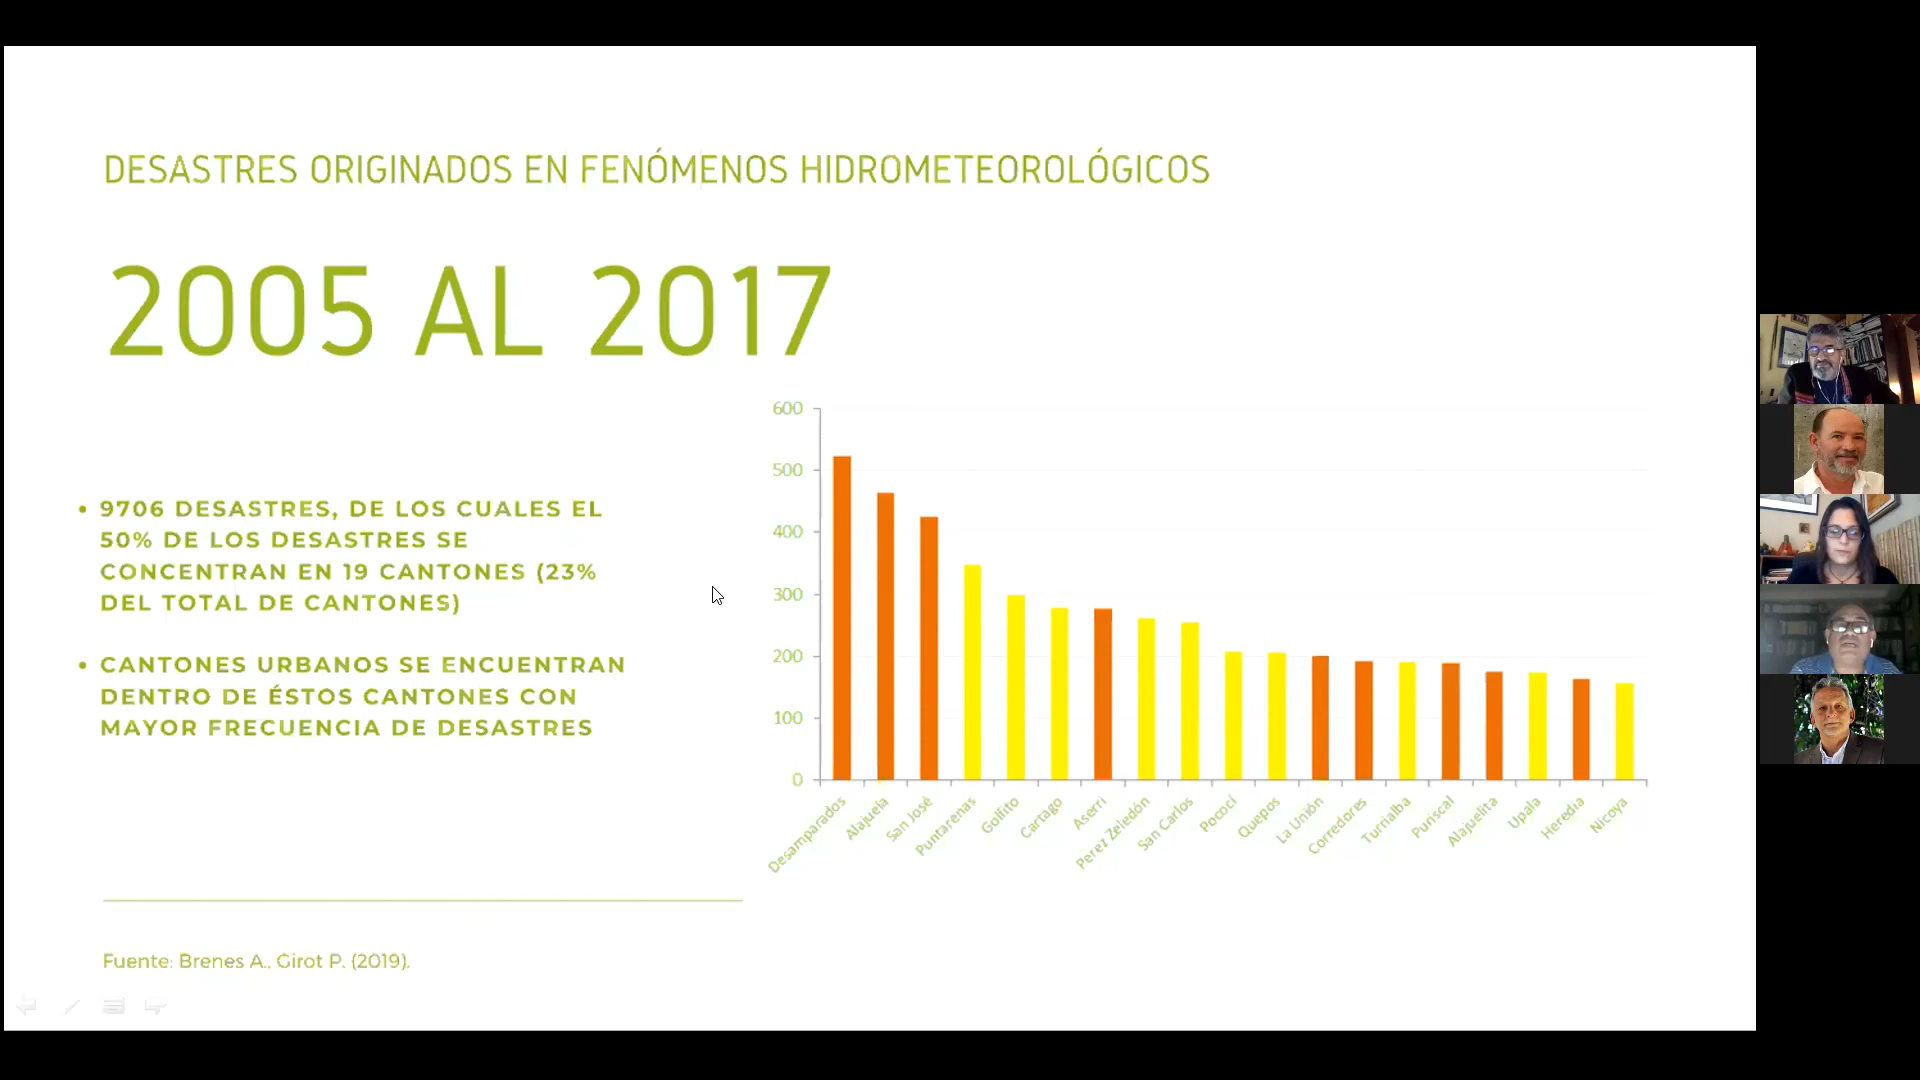 DESASTRES ORIGINADOS EN FENÓMENOS HIDROMETEOROLÓGICOS
2005 AL 2017
• 9706 DESASTRES, DE LOS CUALES EL
50% DE LOS DESASTRES SE
CONCENTRAN EN 19 CANTONES (23%
DEL TOTAL DE CANTONES)
• CANTONES URBANOS SE ENCUENTRAN
DENTRO DE ÉSTOS CANTONES CON
MAYOR FRECUENCIA DE DESASTRES
600
500
400
300
200
100
0
Desamparados
Alajuela
San José
Puntarenas
Golfito
Cartago
Aserrí
Perez Zeledón
San Carlos
Pococí
Quepos
La Unión
Corredores
Turrialba
Puriscal
Alajuelita
Upala
Heredia
Nicoya
Fuente: Brenes A., Girot P. (2019).